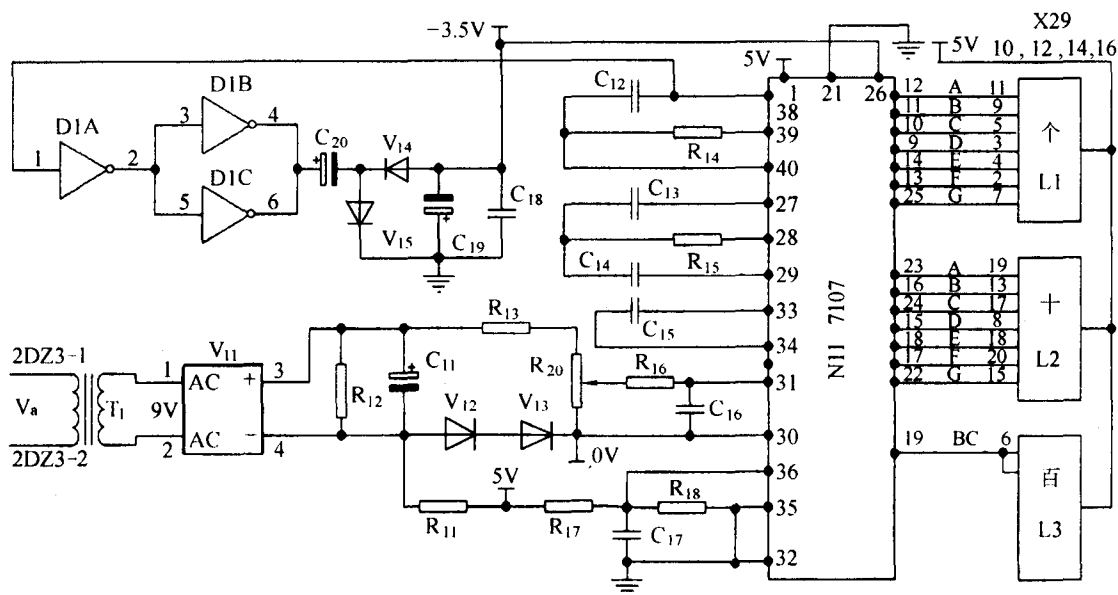 -3.5V
X29
5V
10, 12, 14, 16
5V
D1B
D1A
D1C
1
2
3
4
5
6
C20
V14
V15
C19
C18
C12
R14
C13
R15
C14
C15
1
21
26
38
39
40
27
28
29
33
34
31
30
36
35
32
N11 7107
12 A 11
11 B 9
10 C 5
9 D 3
14 E 4
13 F 2
25 G 7
个
L1
23 A 19
16 B 13
24 C 17
15 D 8
18 E 18
17 F 20
22 G 15
十
L2
19 BC 6
百
L3
2DZ3-1
Va
2DZ3-2
T1
V11
1
AC +
3
9V
AC -
2
4
R12
C11
R13
R20
R16
C16
V12
V13
0V
5V
R11
R17
R18
C17